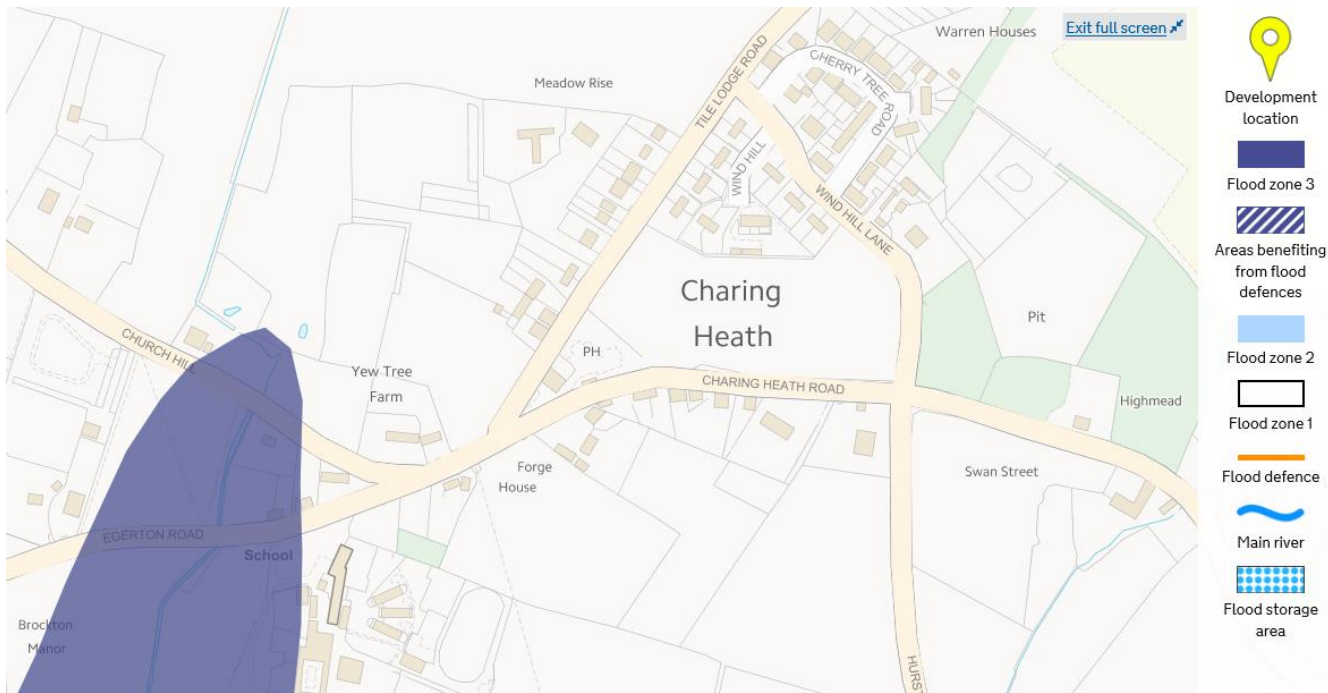 Exit full screen
Warren Houses
Meadow Rise
TILE LODGE ROAD
CHERRY TREE ROAD
WIND HILL
WIND HILL LANE
Charing
Heath
Pit
CHURCH HILL
Yew Tree
Farm
PH
CHARING HEATH ROAD
Highmead
Forge
House
Swan Street
EGERTON ROAD
School
Brockton
Manor
HURST
Development
location
Flood zone 3
Areas benefiting
from flood
defences
Flood zone 2
Flood zone 1
Flood defence
Main river
Flood storage
area